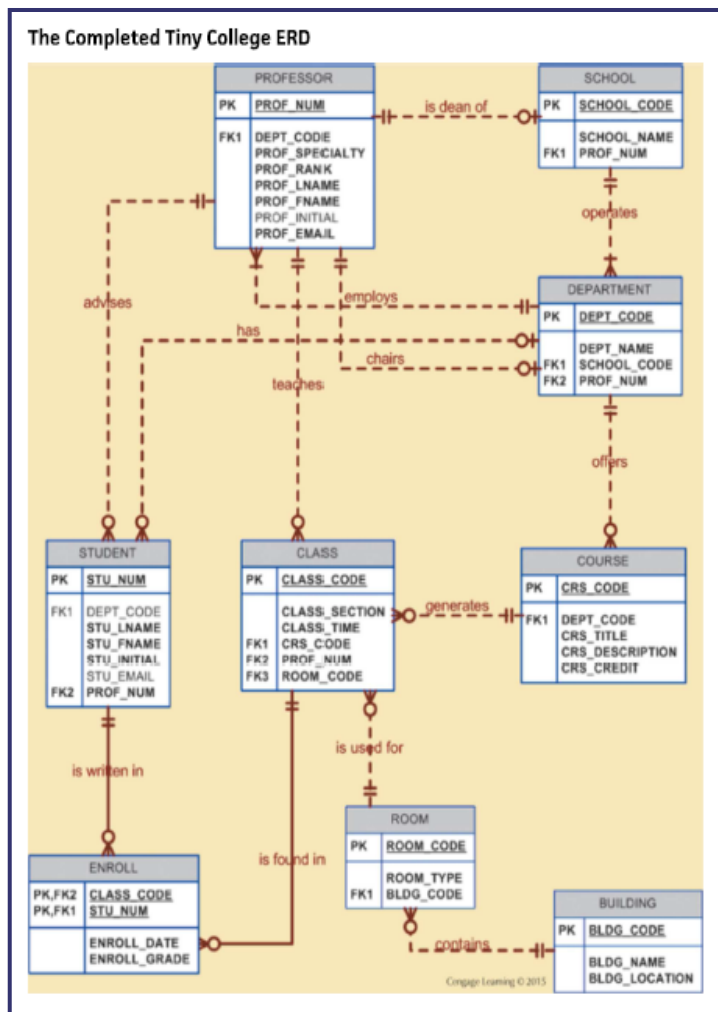 The Completed Tiny College ERD
PROFESSOR
PK PROF_NUM
FK1 DEPT_CODE
PROF_SPECIALTY
PROF_RANK
PROF_LNAME
PROF_FNAME
PROF_INITIAL
PROF_EMAIL
is dean of
SCHOOL
PK SCHOOL_CODE
SCHOOL_NAME
FK1 PROF_NUM
operates
advises
employs
has
chairs
teaches
DEPARTMENT
PK DEPT_CODE
DEPT_NAME
FK1 SCHOOL_CODE
FK2 PROF_NUM
offers
STUDENT
PK STU_NUM
FK1 DEPT_CODE
STU_LNAME
STU_FNAME
STU_INITIAL
STU_EMAIL
FK2 PROF_NUM
CLASS
PK CLASS_CODE
CLASS_SECTION
CLASS_TIME
FK1 CRS_CODE
FK2 PROF_NUM
FK3 ROOM_CODE
generates
COURSE
PK CRS_CODE
FK1 DEPT_CODE
CRS_TITLE
CRS_DESCRIPTION
CRS_CREDIT
is written in
is used for
is found in
ENROLL
PK,FK2 CLASS_CODE
PK,FK1 STU_NUM
ENROLL_DATE
ENROLL_GRADE
ROOM
PK ROOM_CODE
ROOM_TYPE
FK1 BLDG_CODE
contains
BUILDING
PK BLDG_CODE
BLDG_NAME
BLDG_LOCATION
Cengage Learning © 2015